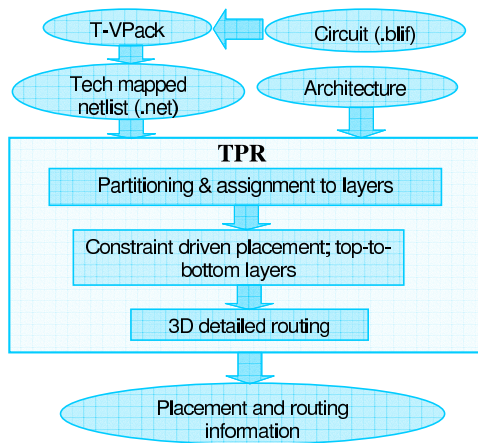 T-VPack
Circuit (.blif)
Tech mapped
netlist (.net)
Architecture
TPR
Partitioning & assignment to layers
Constraint driven placement; top-to-
bottom layers
3D detailed routing
Placement and routing
information